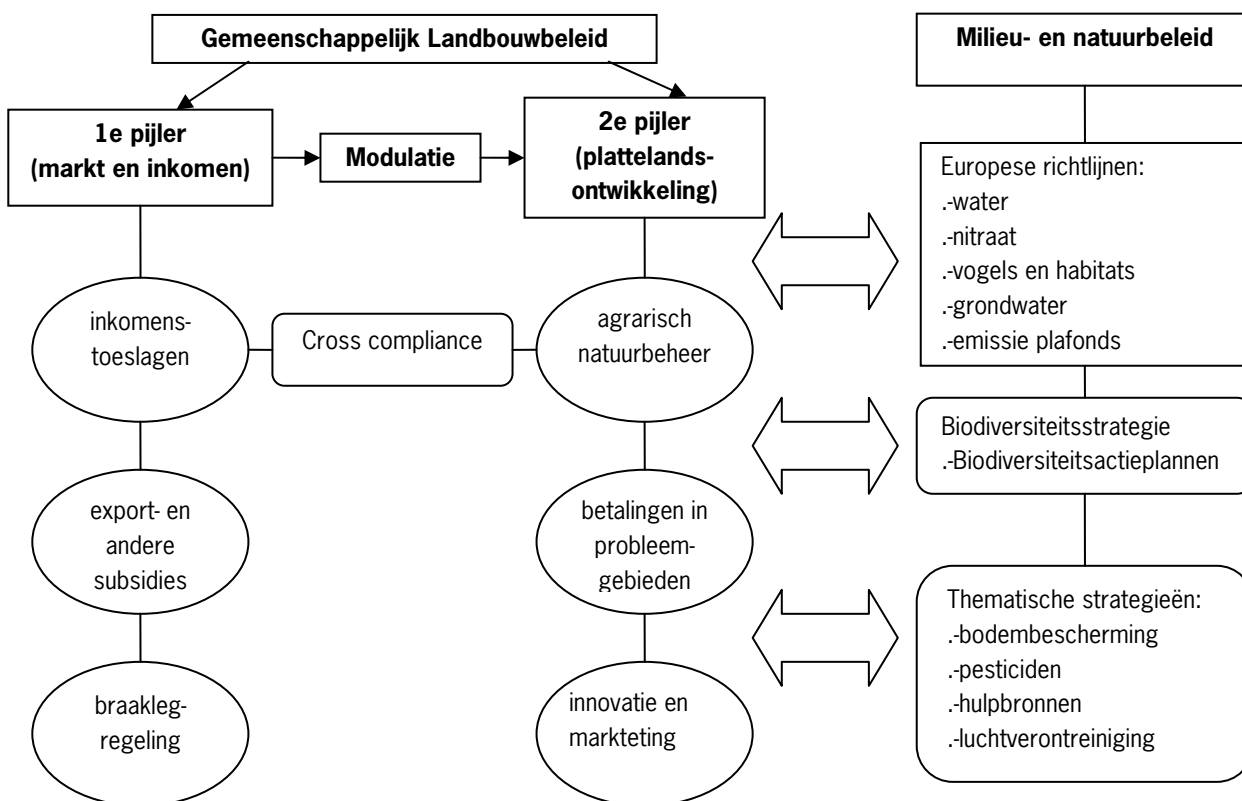 Gemeenschappelijk Landbouwbeleid
Milieu- en natuurbeleid
1e pijler
(markt en inkomen)
Modulatie
2e pijler
(plattelands-
ontwikkeling)
Europese richtlijnen:
.-water
.-nitraat
.-vogels en habitats
.-grondwater
.-emissie plafonds
inkomens-
toeslagen
Cross compliance
agrarisch
natuurbeheer
Biodiversiteitsstrategie
.-Biodiversiteitsactieplannen
export- en
andere
subsidies
betalingen in
probleem-
gebieden
Thematische strategieën:
.-bodembescherming
.-pesticiden
.-hulpbronnen
.-luchtverontreiniging
braakleg-
regeling
innovatie en
markteting